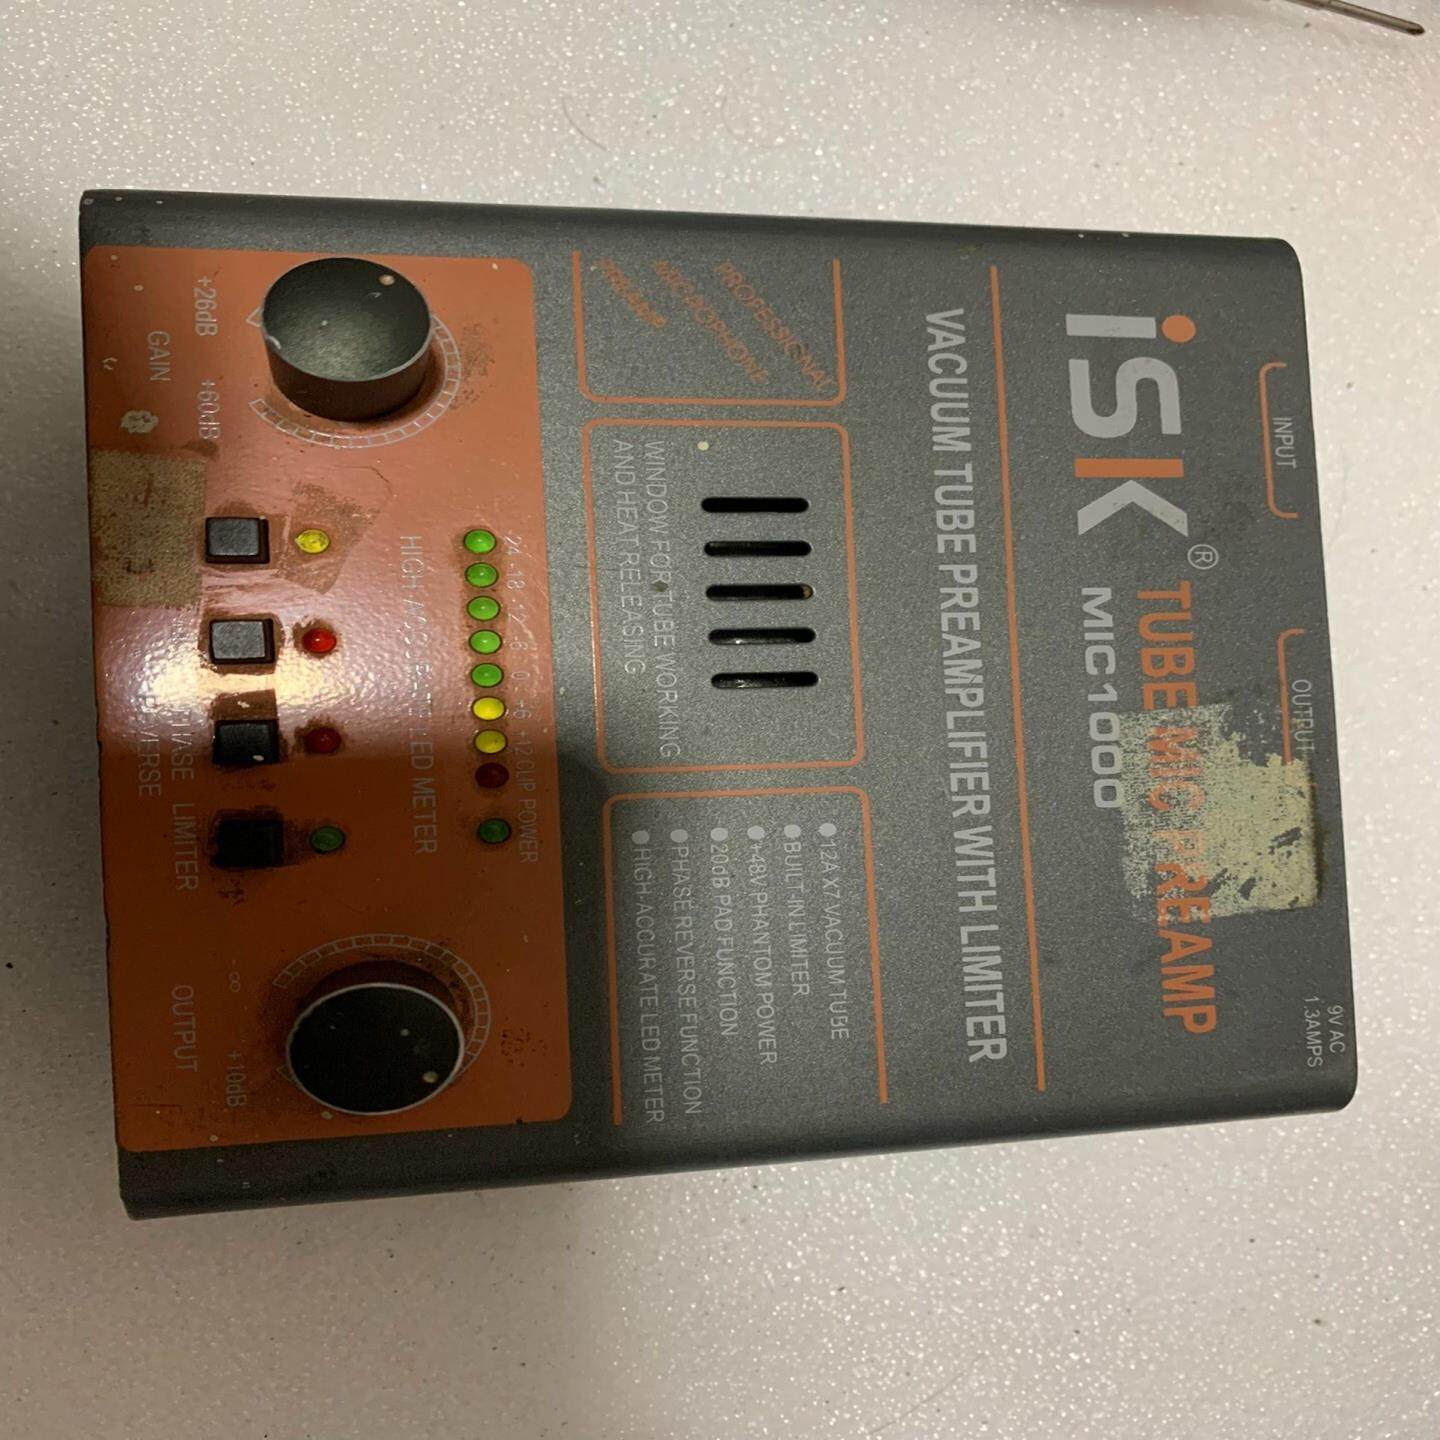 INPUT
OUTPUT
9V AC
1.3AMPS
iSK®
TUBE MIC PREAMP
MIC1000
VACUUM TUBE PREAMPLIFIER WITH LIMITER
PROFESSIONAL
MICROPHONE
PREAMP
WINDOW FOR TUBE WORKING
AND HEAT RELEASING
●12AX7 VACUUM TUBE
●BUILT-IN LIMITER
●+48V PHANTOM POWER
●20dB PAD FUNCTION
●PHASE REVERSE FUNCTION
●HIGH-ACCURATE LED METER
-24 -18 -12 -6 0 +6 +12 CLIP POWER
LED METER
+26dB
+60dB
GAIN
PHASE
REVERSE
LIMITER
-∞
+10dB
OUTPUT